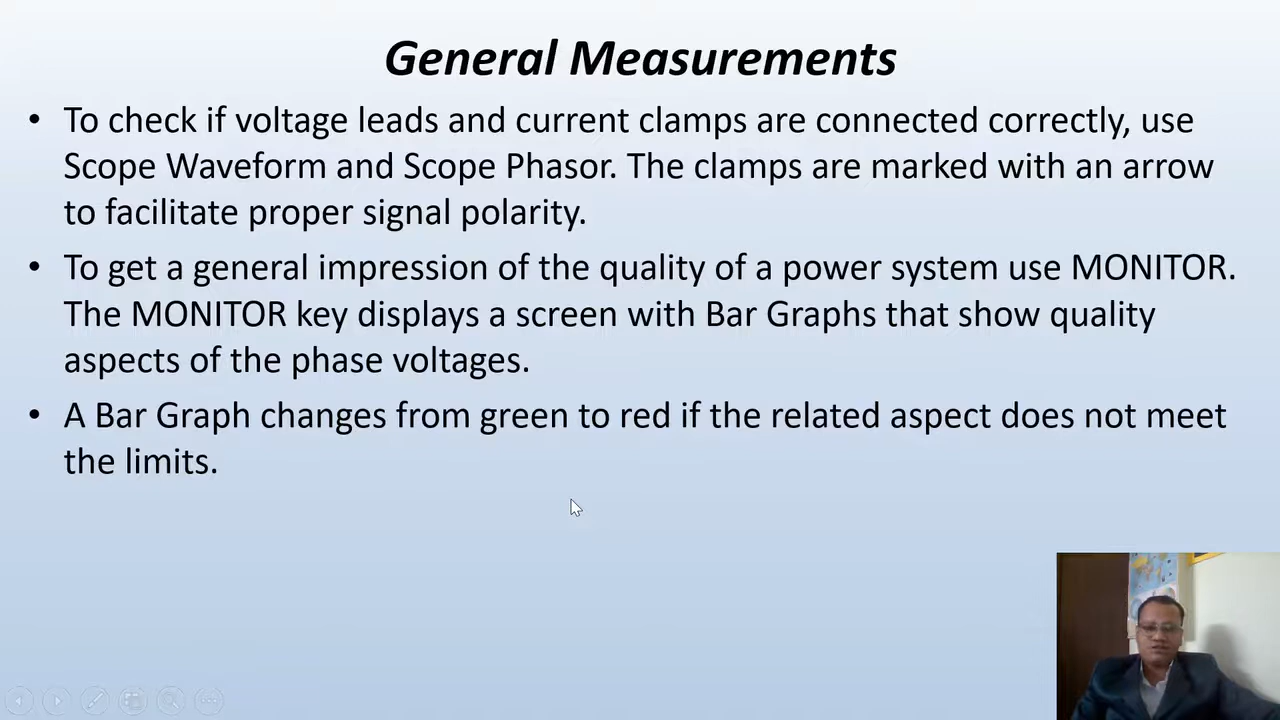 General Measurements
• To check if voltage leads and current clamps are connected correctly, use
Scope Waveform and Scope Phasor. The clamps are marked with an arrow
to facilitate proper signal polarity.
• To get a general impression of the quality of a power system use MONITOR.
The MONITOR key displays a screen with Bar Graphs that show quality
aspects of the phase voltages.
• A Bar Graph changes from green to red if the related aspect does not meet
the limits.